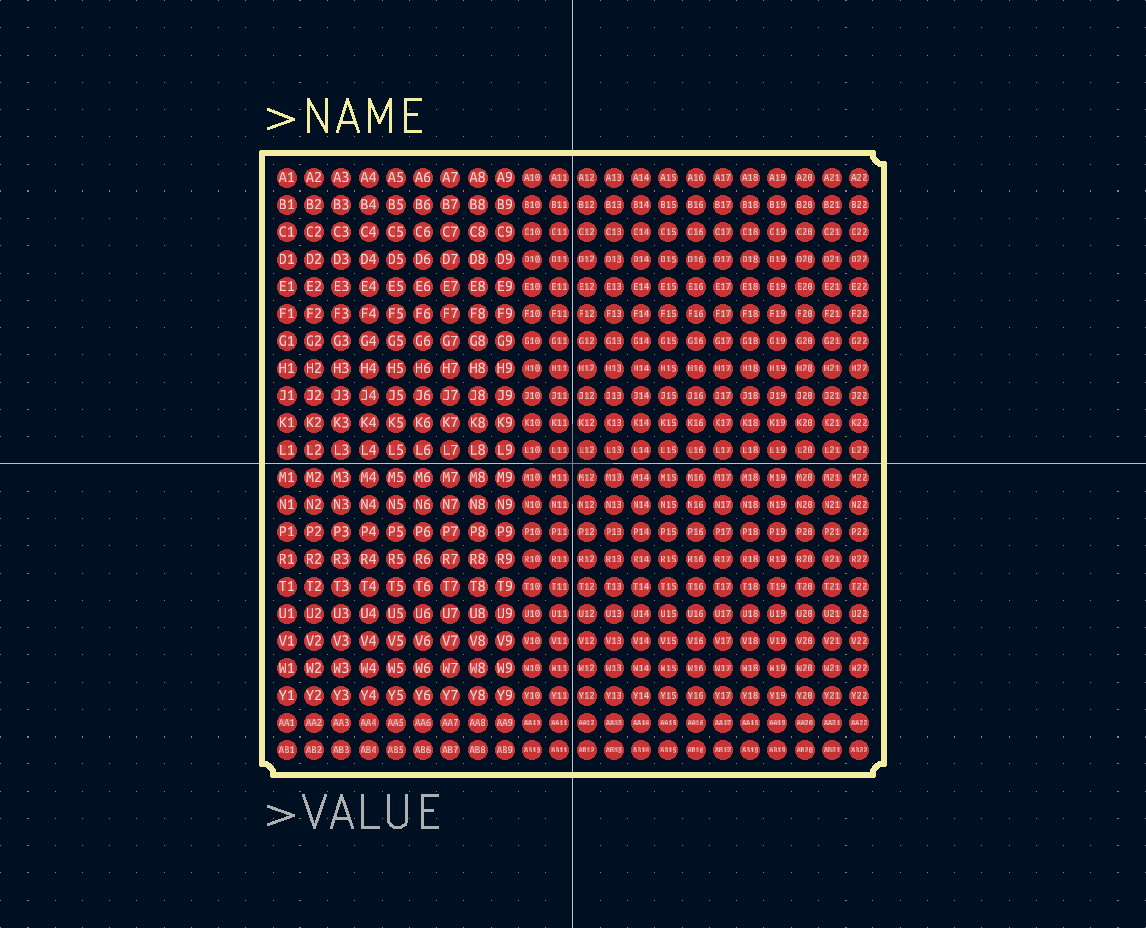 >NAME
A1 A2 A3 A4 A5 A6 A7 A8 A9 A10 A11 A12 A13 A14 A15 A16 A17 A18 A19 A20 A21 A22
B1 B2 B3 B4 B5 B6 B7 B8 B9 B10 B11 B12 B13 B14 B15 B16 B17 B18 B19 B20 B21 B22
C1 C2 C3 C4 C5 C6 C7 C8 C9 C10 C11 C12 C13 C14 C15 C16 C17 C18 C19 C20 C21 C22
D1 D2 D3 D4 D5 D6 D7 D8 D9 D10 D11 D12 D13 D14 D15 D16 D17 D18 D19 D20 D21 D22
E1 E2 E3 E4 E5 E6 E7 E8 E9 E10 E11 E12 E13 E14 E15 E16 E17 E18 E19 E20 E21 E22
F1 F2 F3 F4 F5 F6 F7 F8 F9 F10 F11 F12 F13 F14 F15 F16 F17 F18 F19 F20 F21 F22
G1 G2 G3 G4 G5 G6 G7 G8 G9 G10 G11 G12 G13 G14 G15 G16 G17 G18 G19 G20 G21 G22
H1 H2 H3 H4 H5 H6 H7 H8 H9 H10 H11 H12 H13 H14 H15 H16 H17 H18 H19 H20 H21 H22
J1 J2 J3 J4 J5 J6 J7 J8 J9 J10 J11 J12 J13 J14 J15 J16 J17 J18 J19 J20 J21 J22
K1 K2 K3 K4 K5 K6 K7 K8 K9 K10 K11 K12 K13 K14 K15 K16 K17 K18 K19 K20 K21 K22
L1 L2 L3 L4 L5 L6 L7 L8 L9 L10 L11 L12 L13 L14 L15 L16 L17 L18 L19 L20 L21 L22
M1 M2 M3 M4 M5 M6 M7 M8 M9 M10 M11 M12 M13 M14 M15 M16 M17 M18 M19 M20 M21 M22
N1 N2 N3 N4 N5 N6 N7 N8 N9 N10 N11 N12 N13 N14 N15 N16 N17 N18 N19 N20 N21 N22
P1 P2 P3 P4 P5 P6 P7 P8 P9 P10 P11 P12 P13 P14 P15 P16 P17 P18 P19 P20 P21 P22
R1 R2 R3 R4 R5 R6 R7 R8 R9 R10 R11 R12 R13 R14 R15 R16 R17 R18 R19 R20 R21 R22
T1 T2 T3 T4 T5 T6 T7 T8 T9 T10 T11 T12 T13 T14 T15 T16 T17 T18 T19 T20 T21 T22
U1 U2 U3 U4 U5 U6 U7 U8 U9 U10 U11 U12 U13 U14 U15 U16 U17 U18 U19 U20 U21 U22
V1 V2 V3 V4 V5 V6 V7 V8 V9 V10 V11 V12 V13 V14 V15 V16 V17 V18 V19 V20 V21 V22
W1 W2 W3 W4 W5 W6 W7 W8 W9 W10 W11 W12 W13 W14 W15 W16 W17 W18 W19 W20 W21 W22
Y1 Y2 Y3 Y4 Y5 Y6 Y7 Y8 Y9 Y10 Y11 Y12 Y13 Y14 Y15 Y16 Y17 Y18 Y19 Y20 Y21 Y22
AA1 AA2 AA3 AA4 AA5 AA6 AA7 AA8 AA9 AA10 AA11 AA12 AA13 AA14 AA15 AA16 AA17 AA18 AA19 AA20 AA21 AA22
AB1 AB2 AB3 AB4 AB5 AB6 AB7 AB8 AB9 AB10 AB11 AB12 AB13 AB14 AB15 AB16 AB17 AB18 AB19 AB20 AB21 AB22
>VALUE